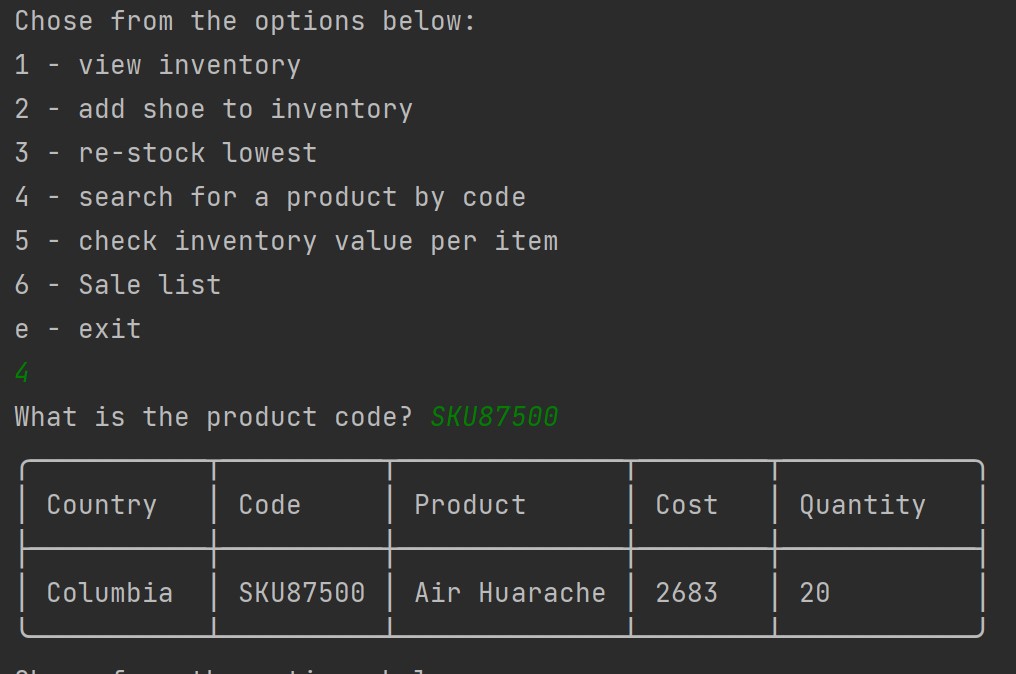 Chose from the options below:
1 - view inventory
2 - add shoe to inventory
3 - re-stock lowest
4 - search for a product by code
5 - check inventory value per item
6 - Sale list
e - exit
4
What is the product code? SKU87500
Country Code Product Cost Quantity
Columbia SKU87500 Air Huarache 2683 20